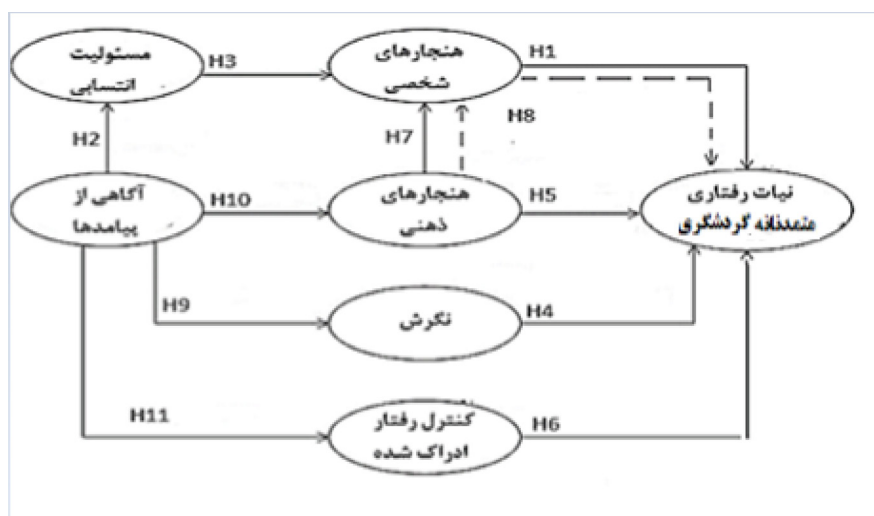 مسئولیت
انتسابی
H3
هنجارهای
شخصی
H1
H2
H7
H8
آگاهی از
پیامدها
H10
هنجارهای
ذهنی
H5
نیات رفتاری
متمدنانه گردشگری
H9
نگرش
H4
H11
کنترل رفتار
ادراک شده
H6